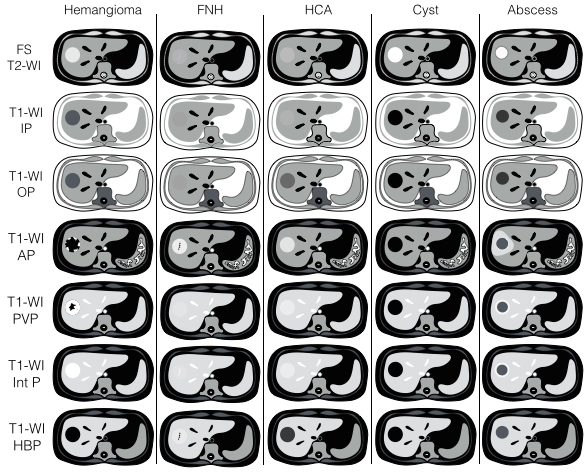 Hemangioma FNH HCA Cyst Abscess
FS
T2-WI
T1-WI
IP
T1-WI
OP
T1-WI
AP
T1-WI
PVP
T1-WI
Int P
T1-WI
HBP